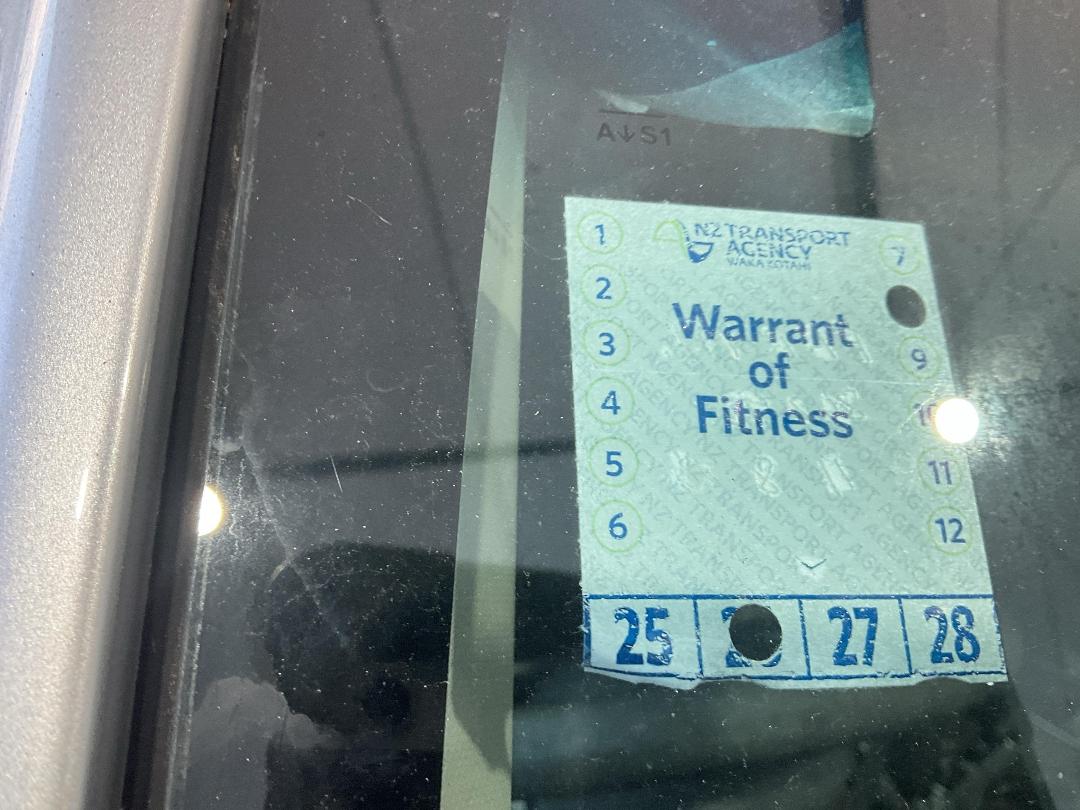 A↓S1
NZ TRANSPORT
AGENCY
WAKA KOTAHI
1
2
3
4
5
6
7
9
10
11
12
Warrant
of
Fitness
25
27
28